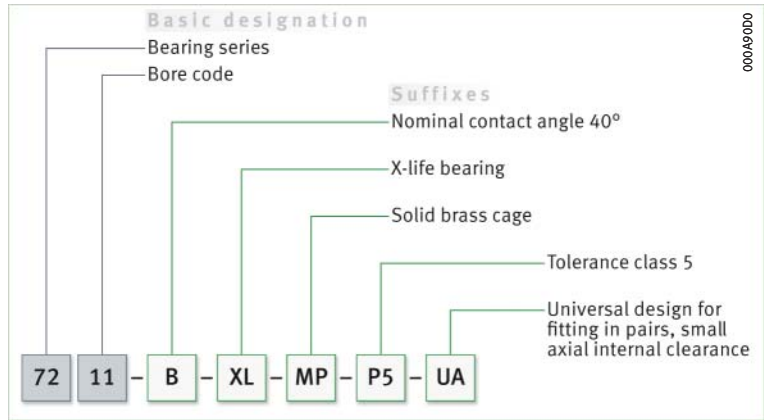 Basic designation
Bearing series
Bore code
Suffixes
Nominal contact angle 40°
X-life bearing
Solid brass cage
Tolerance class 5
Universal design for
fitting in pairs, small
axial internal clearance
72 11 – B – XL – MP – P5 – UA
000A90D0